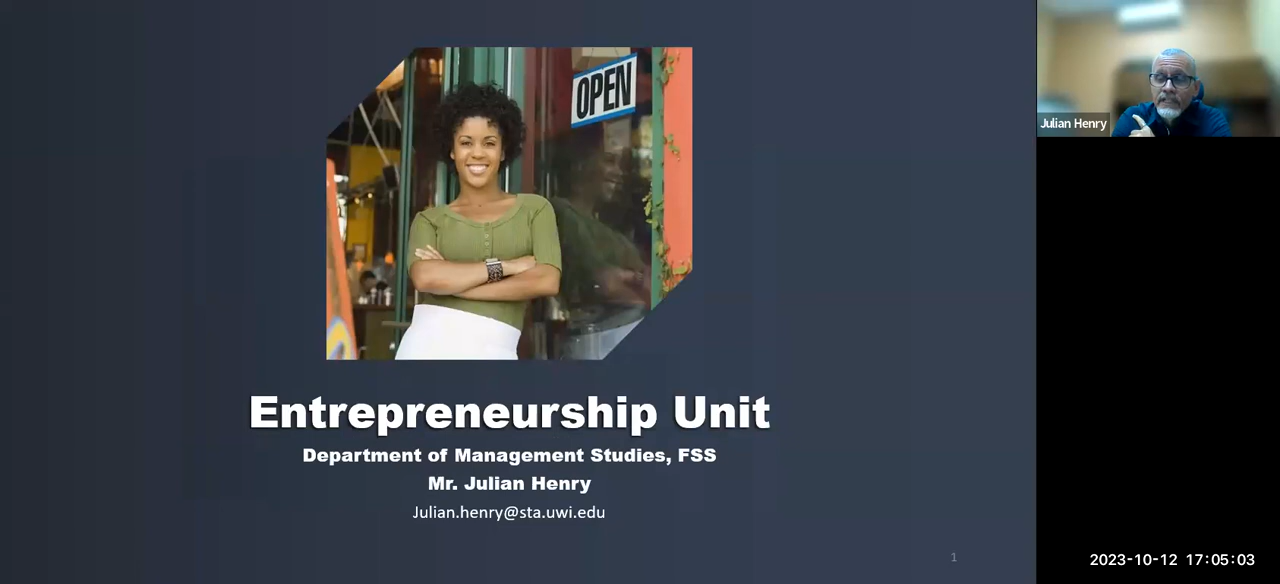 OPEN
Julian Henry
Entrepreneurship Unit
Department of Management Studies, FSS
Mr. Julian Henry
Julian.henry@sta.uwi.edu
1
2023-10-12 17:05:03